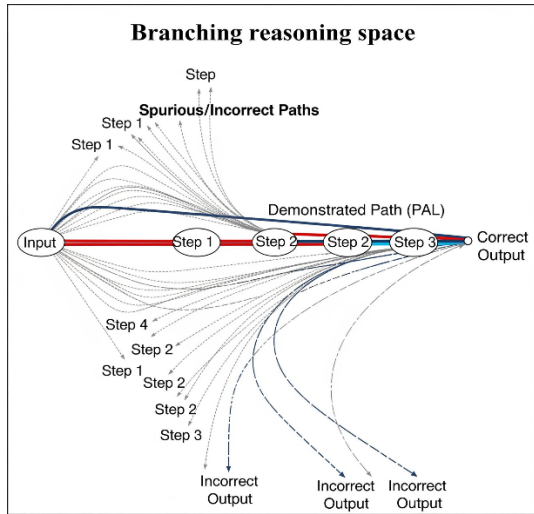 Branching reasoning space
Step
Spurious/Incorrect Paths
Step 1
Step 1
Demonstrated Path (PAL)
Input
Step 1
Step 2
Step 2
Step 3
Correct
Output
Step 4
Step 2
Step 1
Step 2
Step 2
Step 3
Incorrect
Output
Incorrect
Output
Incorrect
Output